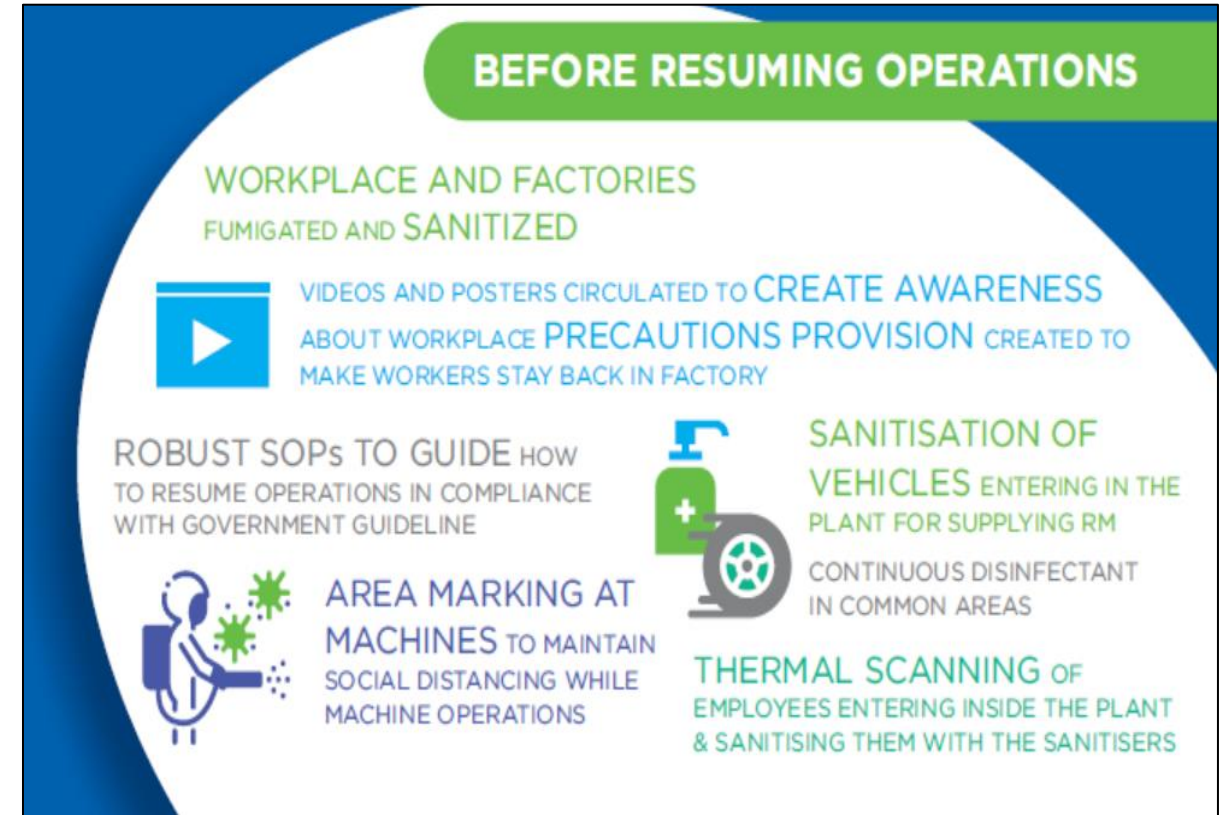 BEFORE RESUMING OPERATIONS
WORKPLACE AND FACTORIES
FUMIGATED AND SANITIZED
VIDEOS AND POSTERS CIRCULATED TO CREATE AWARENESS
ABOUT WORKPLACE PRECAUTIONS PROVISION CREATED TO
MAKE WORKERS STAY BACK IN FACTORY
ROBUST SOPs TO GUIDE HOW
TO RESUME OPERATIONS IN COMPLIANCE
WITH GOVERNMENT GUIDELINE
SANITISATION OF
VEHICLES ENTERING IN THE
PLANT FOR SUPPLYING RM
CONTINUOUS DISINFECTANT
IN COMMON AREAS
AREA MARKING AT
MACHINES TO MAINTAIN
SOCIAL DISTANCING WHILE
MACHINE OPERATIONS
THERMAL SCANNING OF
EMPLOYEES ENTERING INSIDE THE PLANT
& SANITISING THEM WITH THE SANITISERS